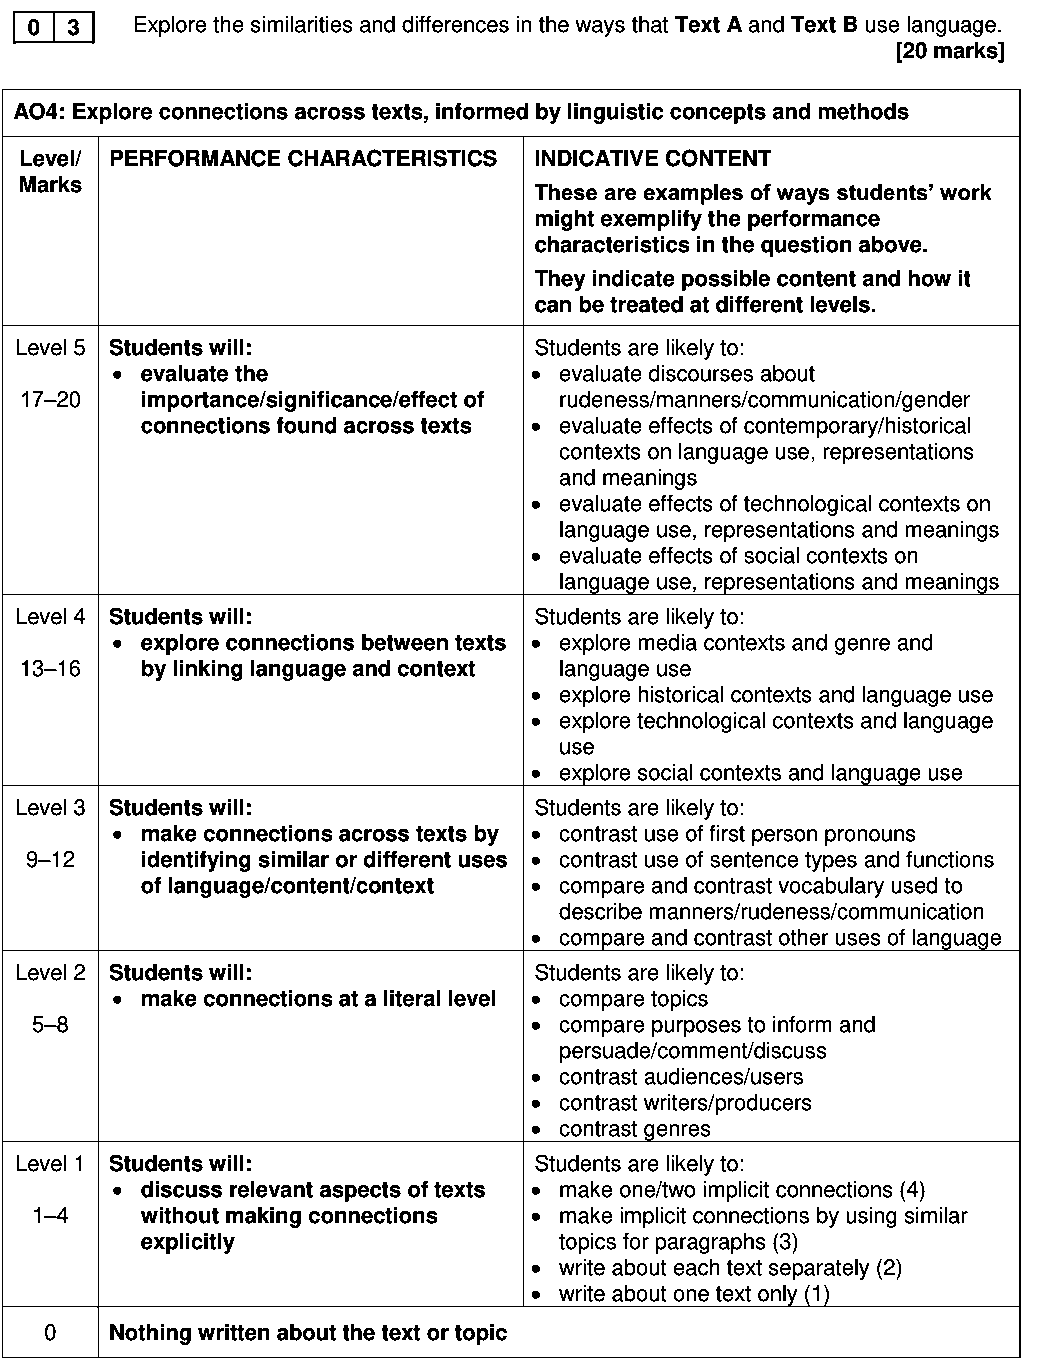 0 3 Explore the similarities and differences in the ways that Text A and Text B use language.
[20 marks]
AO4: Explore connections across texts, informed by linguistic concepts and methods
Level/
Marks
PERFORMANCE CHARACTERISTICS
INDICATIVE CONTENT
These are examples of ways students' work
might exemplify the performance
characteristics in the question above.
They indicate possible content and how it
can be treated at different levels.
Level 5
17–20
Students will:
• evaluate the
importance/significance/effect of
connections found across texts
Students are likely to:
• evaluate discourses about
rudeness/manners/communication/gender
• evaluate effects of contemporary/historical
contexts on language use, representations
and meanings
• evaluate effects of technological contexts on
language use, representations and meanings
• evaluate effects of social contexts on
language use, representations and meanings
Level 4
13–16
Students will:
• explore connections between texts
by linking language and context
Students are likely to:
• explore media contexts and genre and
language use
• explore historical contexts and language use
• explore technological contexts and language
use
• explore social contexts and language use
Level 3
9–12
Students will:
• make connections across texts by
identifying similar or different uses
of language/content/context
Students are likely to:
• contrast use of first person pronouns
• contrast use of sentence types and functions
• compare and contrast vocabulary used to
describe manners/rudeness/communication
• compare and contrast other uses of language
Level 2
5–8
Students will:
• make connections at a literal level
Students are likely to:
• compare topics
• compare purposes to inform and
persuade/comment/discuss
• contrast audiences/users
• contrast writers/producers
• contrast genres
Level 1
1–4
Students will:
• discuss relevant aspects of texts
without making connections
explicitly
Students are likely to:
• make one/two implicit connections (4)
• make implicit connections by using similar
topics for paragraphs (3)
• write about each text separately (2)
• write about one text only (1)
0
Nothing written about the text or topic